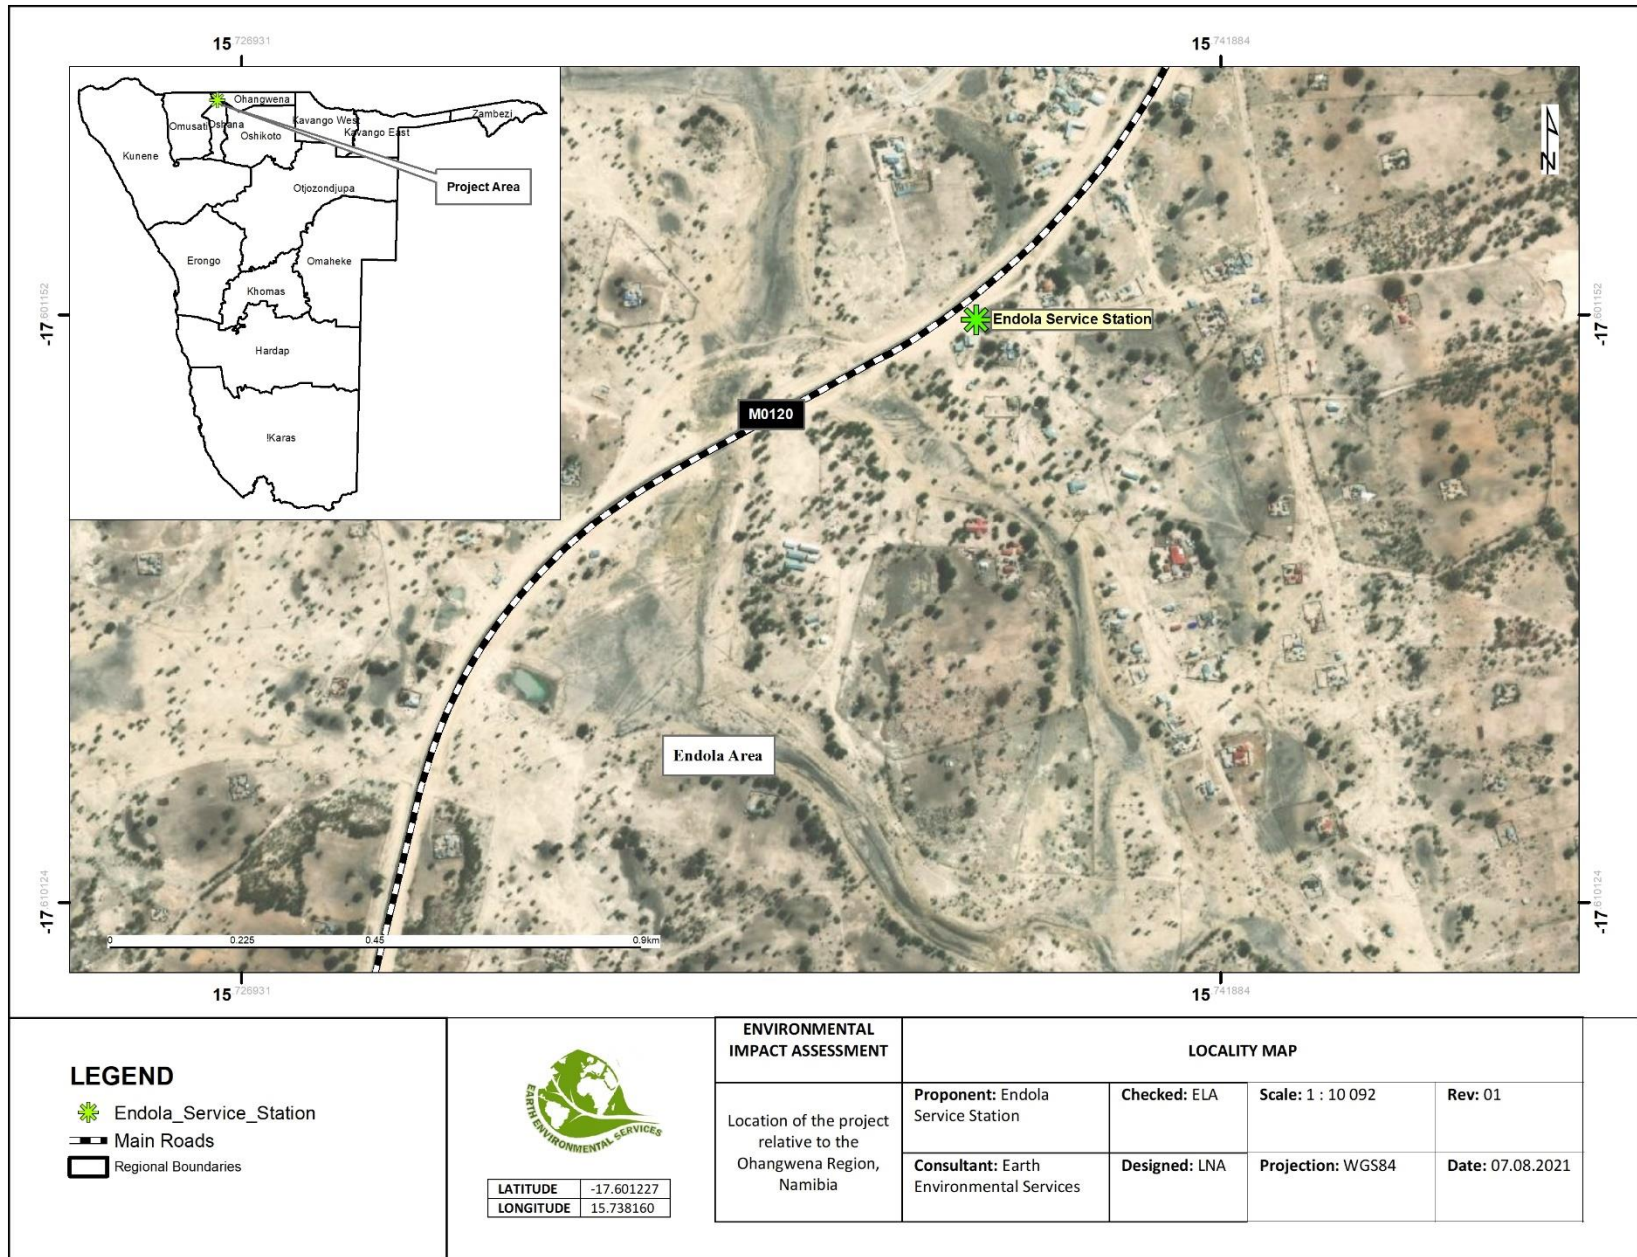 15 726931
15 741884
Ohangwena
Zambezi
Omusati
Oshana
Kavango West
Kavango East
Oshikoto
Kunene
Otjozondjupa
Project Area
Erongo
Omaheke
Khomas
Hardap
!Karas
N
-17 601152
-17 601152
Endola Service Station
M0120
Endola Area
-17 610124
-17 610124
0 0.225 0.45 0.9km
15 726931
15 741884
LEGEND
Endola_Service_Station
Main Roads
Regional Boundaries
EARTH ENVIRONMENTAL SERVICES
LATITUDE -17.601227
LONGITUDE 15.738160
ENVIRONMENTAL
IMPACT ASSESSMENT
LOCALITY MAP
Location of the project
relative to the
Ohangwena Region,
Namibia
Proponent: Endola
Service Station
Checked: ELA
Scale: 1 : 10 092
Rev: 01
Consultant: Earth
Environmental Services
Designed: LNA
Projection: WGS84
Date: 07.08.2021